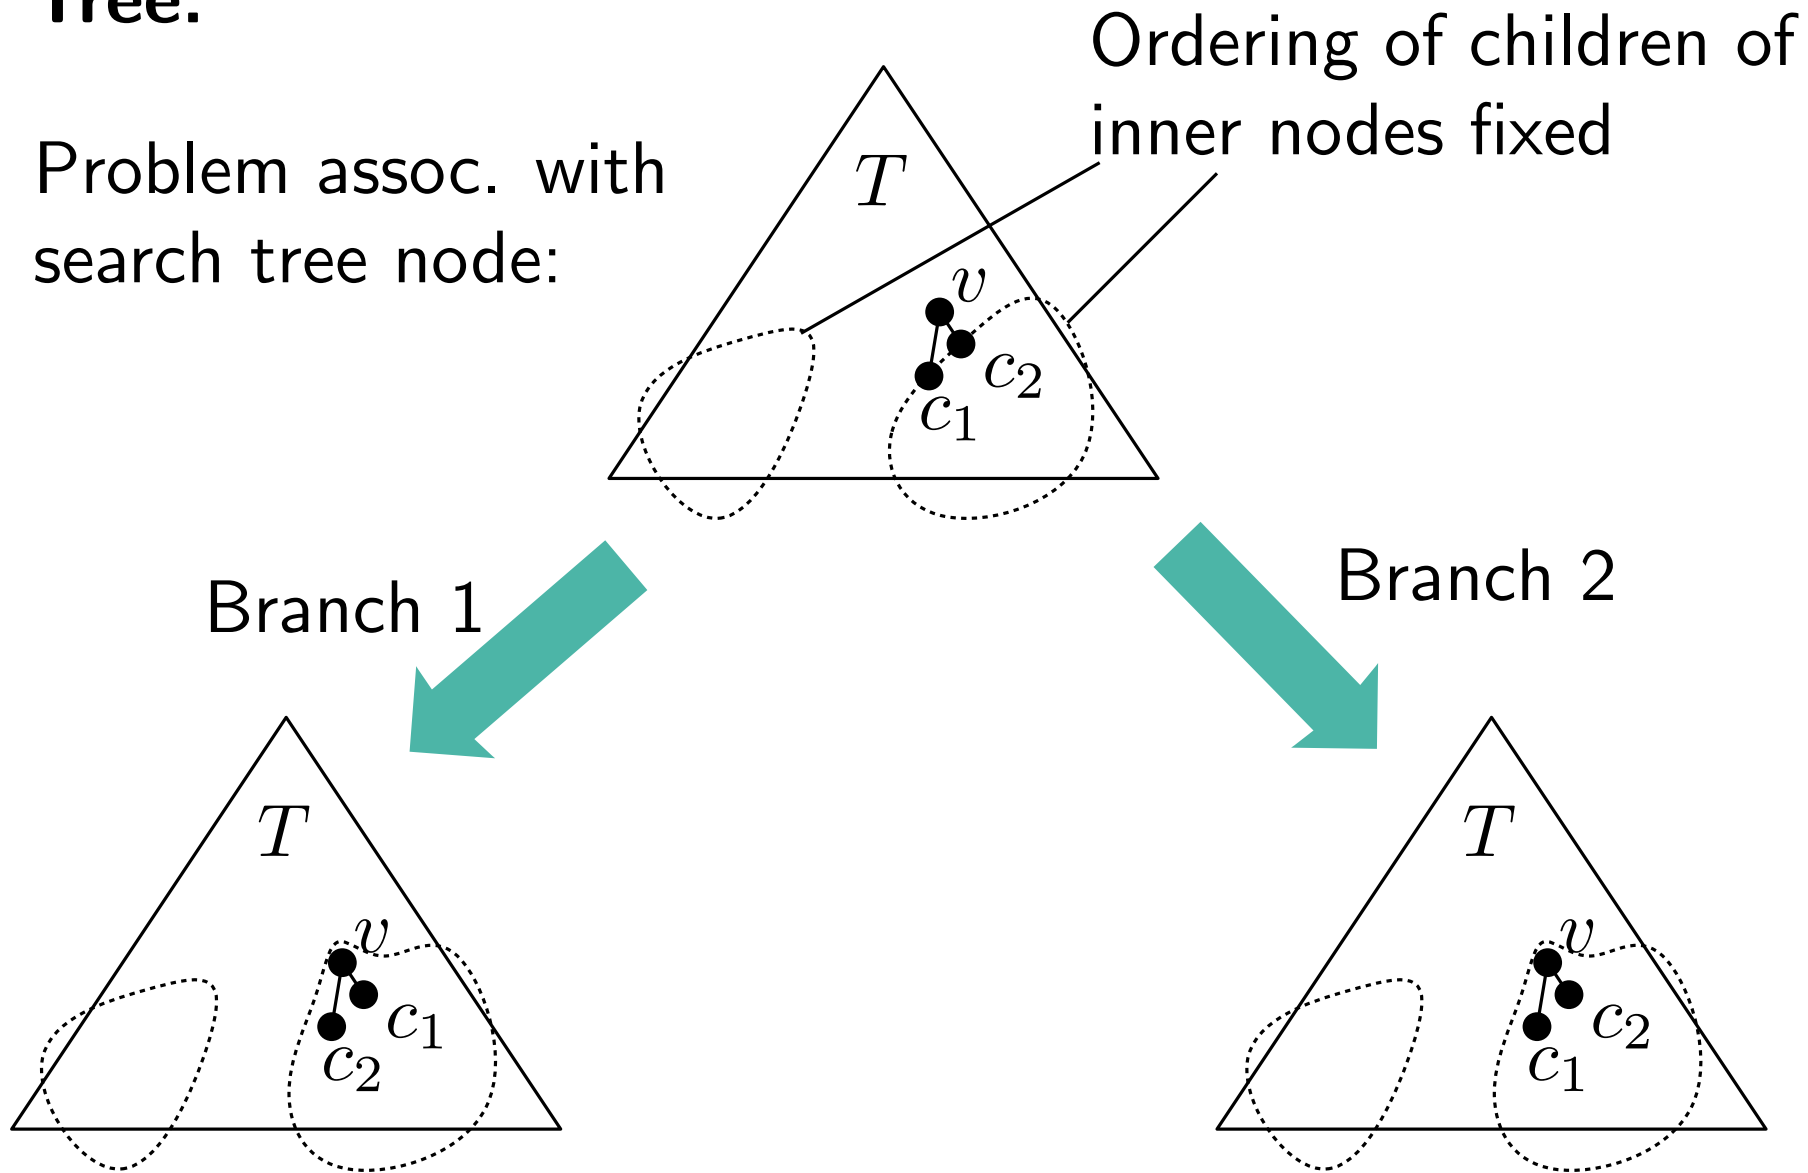 Tree:
Ordering of children of
inner nodes fixed
Problem assoc. with
search tree node:
T
v
c₂
c₁
Branch 1
Branch 2
T
v
c₁
c₂
T
v
c₂
c₁